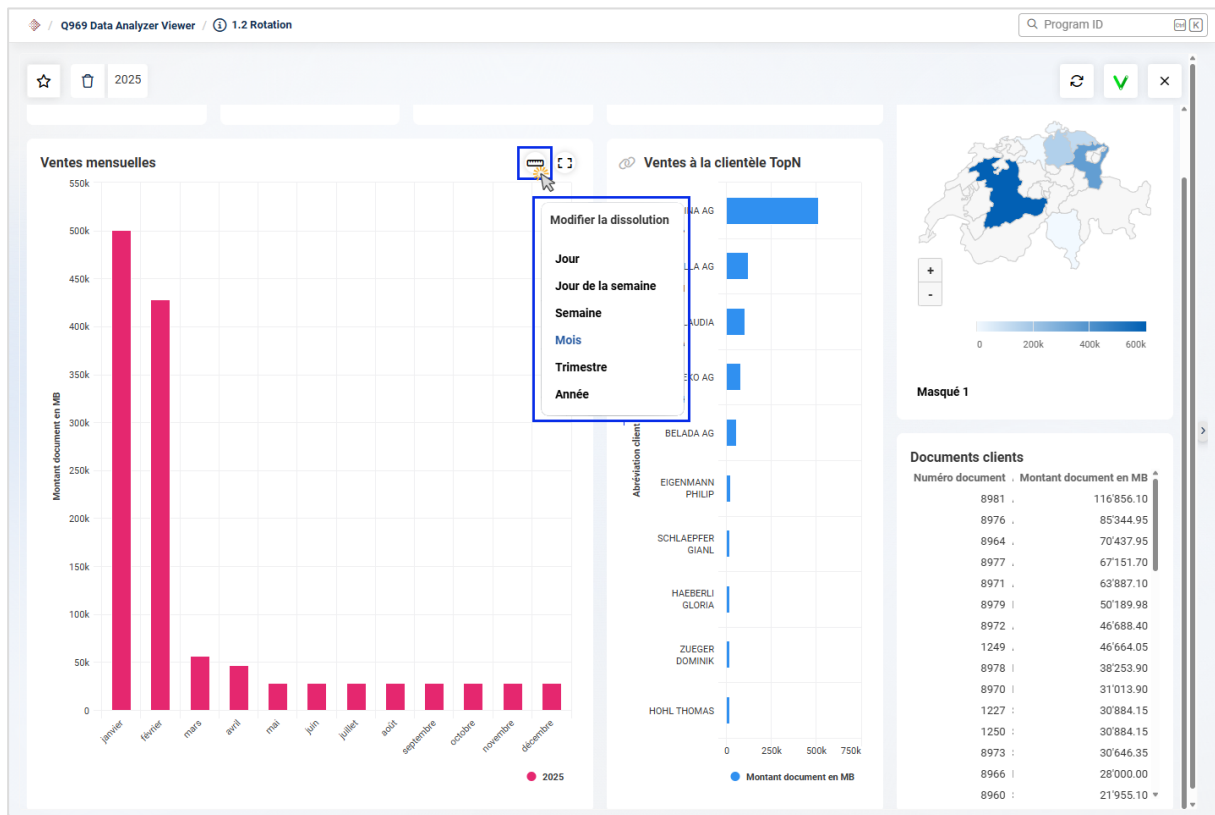 / Q969 Data Analyzer Viewer / 1.2 Rotation
Program ID
Ctrl K
2025
Ventes mensuelles
550k
500k
450k
400k
350k
300k
250k
200k
150k
100k
50k
0
Montant document en MB
janvier
février
mars
avril
mai
juin
juillet
août
septembre
octobre
novembre
décembre
2025
Modifier la dissolution
Jour
Jour de la semaine
Semaine
Mois
Trimestre
Année
Ventes à la clientèle TopN
AG
AG
AG
BELADA AG
EIGENMANN
PHILIP
SCHLAEPFER
GIANL
HAEBERLI
GLORIA
ZUEGER
DOMINIK
HOHL THOMAS
0 250k 500k 750k
Montant document en MB
+
-
0 200k 400k 600k
Masqué 1
Documents clients
Numéro document Montant document en MB
8981 116'856.10
8976 85'344.95
8964 70'437.95
8977 67'151.70
8971 63'887.10
8979 50'189.98
8972 46'688.40
1249 46'664.05
8978 38'253.90
8970 31'013.90
1227 30'884.15
1250 30'884.15
8973 30'646.35
8966 28'000.00
8960 21'955.10